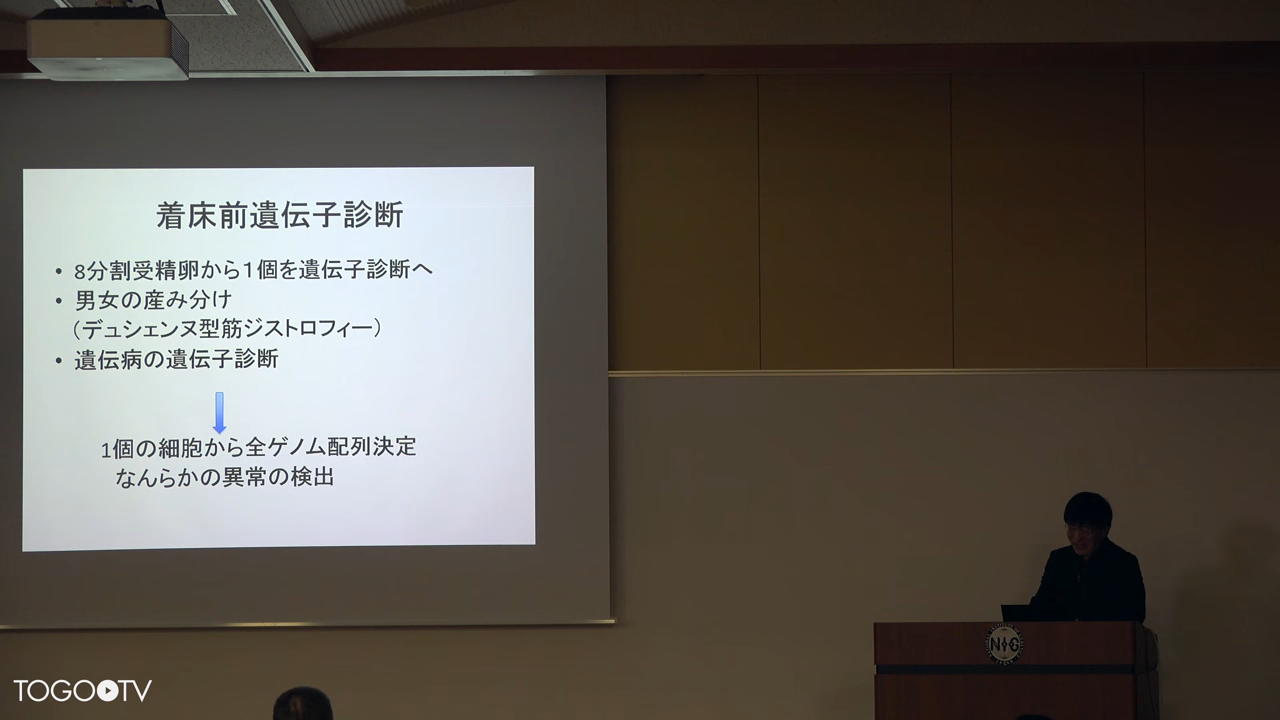 着床前遺伝子診断
• 8分割受精卵から1個を遺伝子診断へ
• 男女の産み分け
（デュシェンヌ型筋ジストロフィー）
• 遺伝病の遺伝子診断
1個の細胞から全ゲノム配列決定
なんらかの異常の検出
NIG
TOGOTV